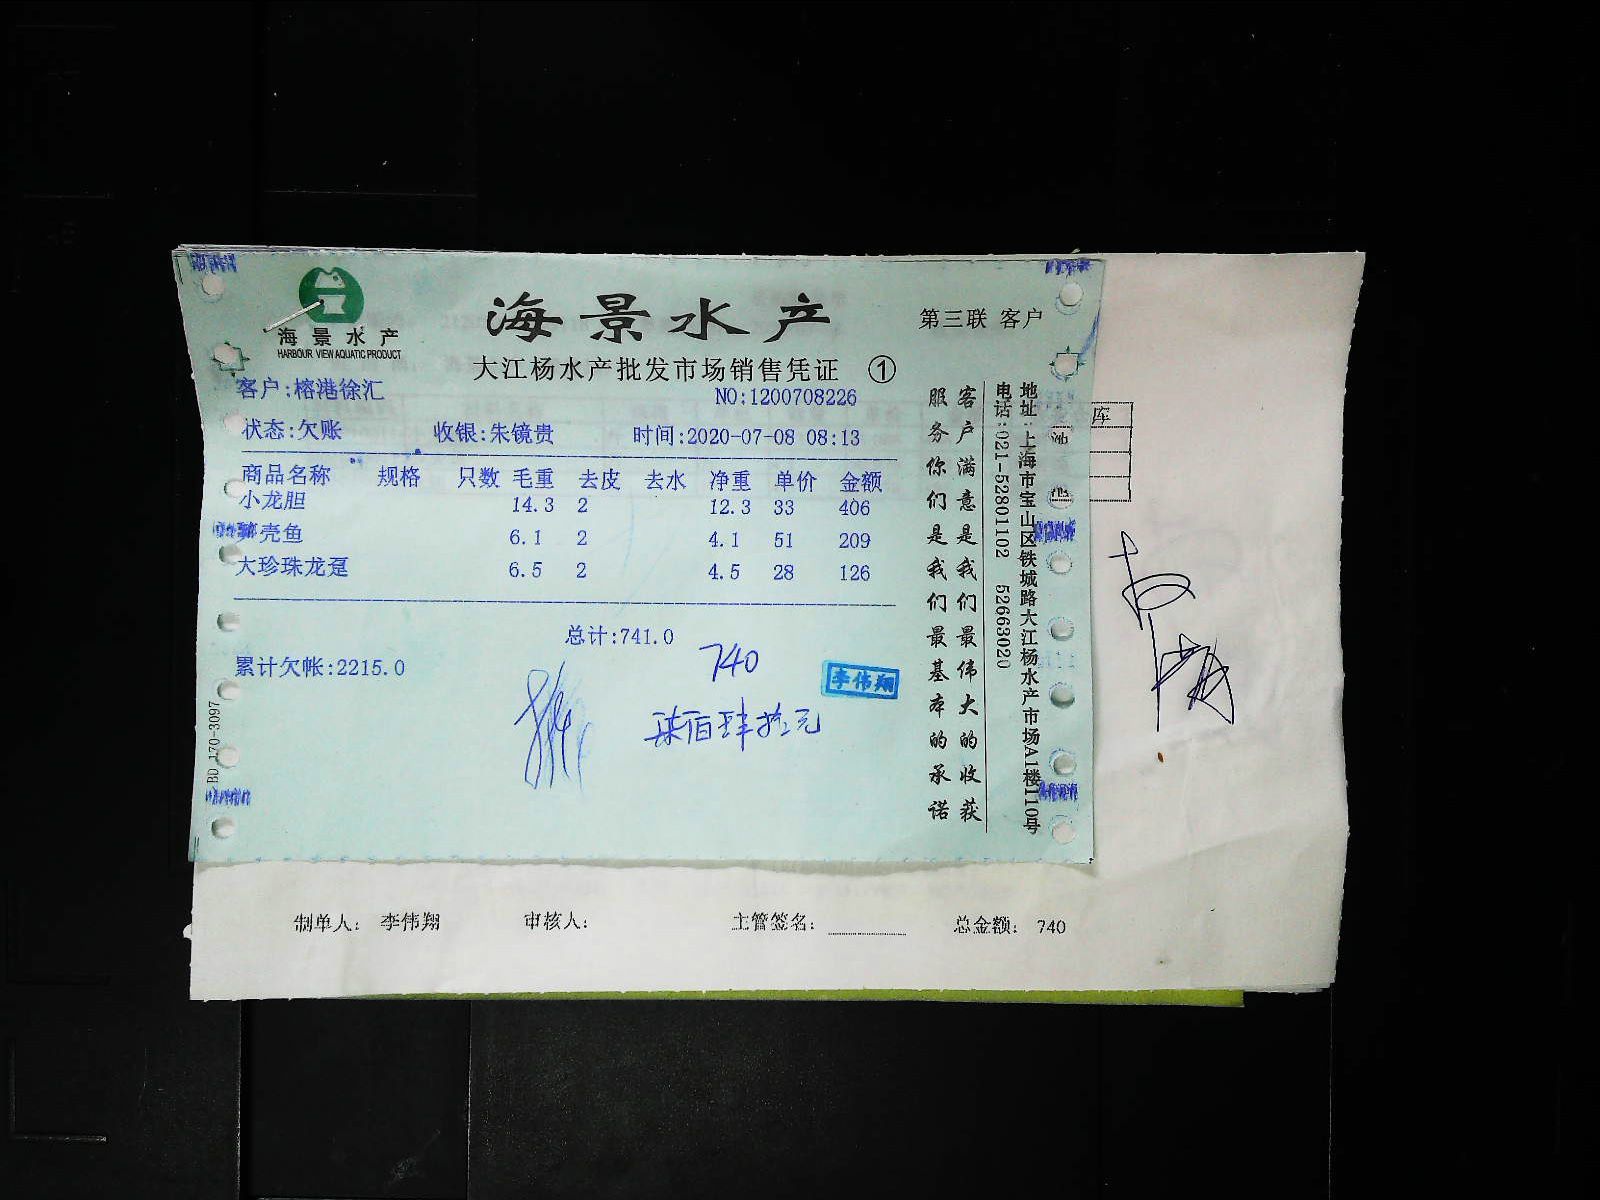 海景水产
HARBOUR VIEW AQUATIC PRODUCT
海景水产
第三联 客户
大江杨水产批发市场销售凭证 ①
客户:榕港徐汇
NO:1200708226
状态:欠账 收银:朱镜贵 时间:2020-07-08 08:13
商品名称 规格 只数 毛重 去皮 去水 净重 单价 金额
小龙胆 14.3 2 12.3 33 406
壳鱼 6.1 2 4.1 51 209
大珍珠龙趸 6.5 2 4.5 28 126
总计:741.0
累计欠帐:2215.0
740
李伟翔
柒佰肆拾元
客户满意是我们最伟大的收获
服务你们是我们最基本的承诺
地址:上海市宝山区铁城路大江杨水产市场A1楼110号
电话:021-52801102 52663020
BD 170-3097
库
制单人: 李伟翔 审核人: 主管签名: 总金额: 740